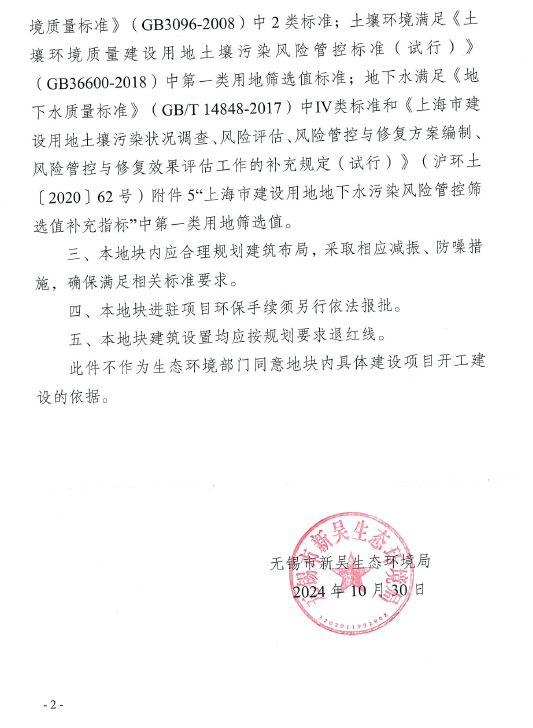 境质量标准》（GB3096-2008）中 2 类标准；土壤环境满足《土
壤环境质量建设用地土壤污染风险管控标准（试行）》
（GB36600-2018）中第一类用地筛选值标准；地下水满足《地
下水质量标准》（GB/T 14848-2017）中Ⅳ类标准和《上海市建
设用地土壤污染状况调查、风险评估、风险管控与修复方案编制、
风险管控与修复效果评估工作的补充规定（试行）》（沪环土
〔2020〕62 号）附件 5“上海市建设用地地下水污染风险管控筛
选值补充指标”中第一类用地筛选值。
三、本地块内应合理规划建筑布局，采取相应减振、防噪措
施，确保满足相关标准要求。
四、本地块进驻项目环保手续须另行依法报批。
五、本地块建筑设置均应按规划要求退红线。
此件不作为生态环境部门同意地块内具体建设项目开工建
设的依据。
无锡市新吴生态环境局
2024 年 10 月 30 日
无锡市新吴生态环境局
- 2 -